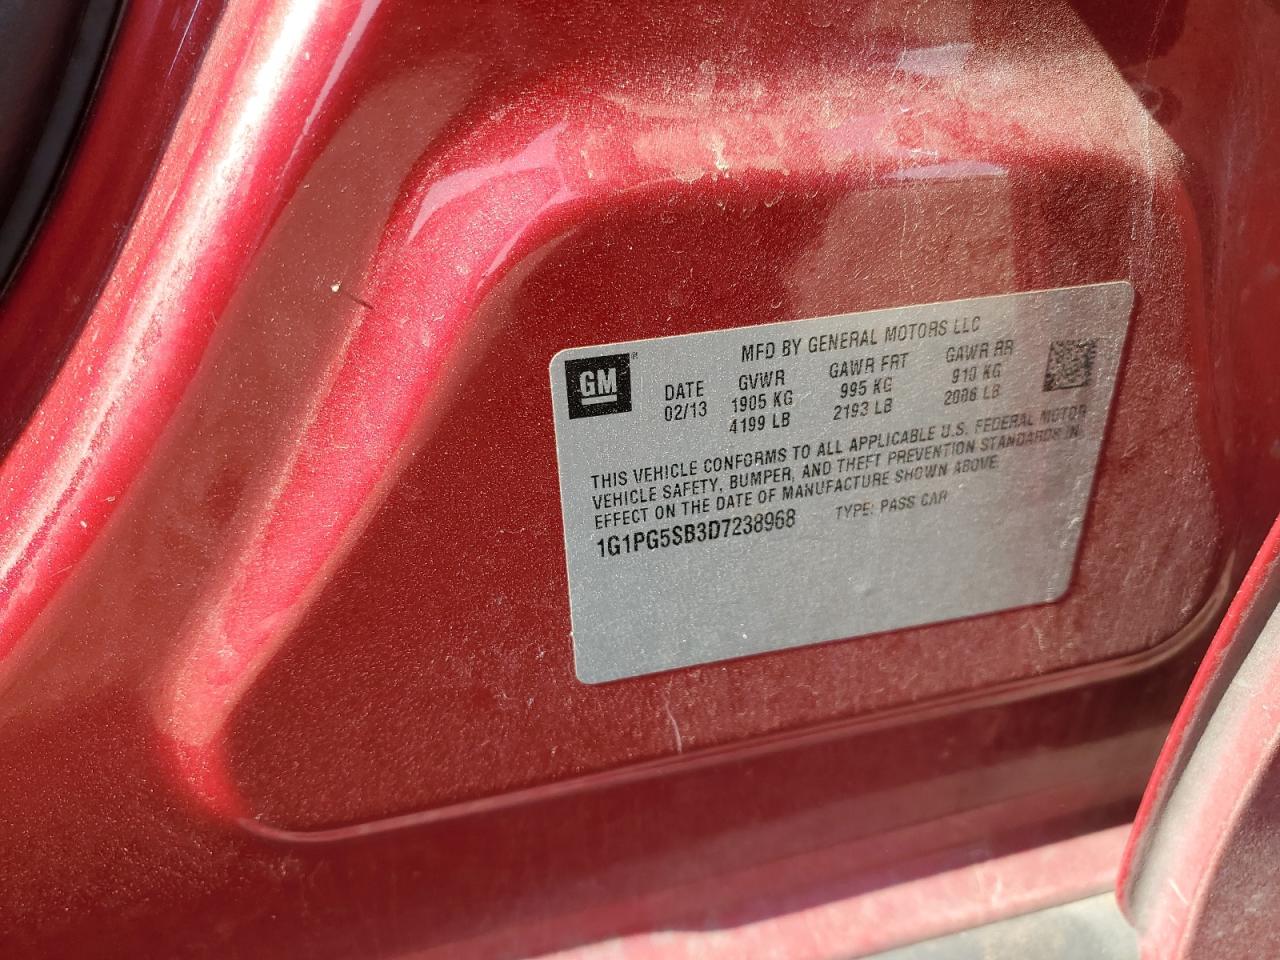 MFD BY GENERAL MOTORS LLC
GM
DATE GVWR GAWR FRT GAWR RR
02/13 1905 KG 995 KG 910 KG
4199 LB 2193 LB 2006 LB
THIS VEHICLE CONFORMS TO ALL APPLICABLE U.S. FEDERAL MOTOR
VEHICLE SAFETY, BUMPER, AND THEFT PREVENTION STANDARDS IN
EFFECT ON THE DATE OF MANUFACTURE SHOWN ABOVE.
1G1PG5SB3D7238968 TYPE: PASS CAR